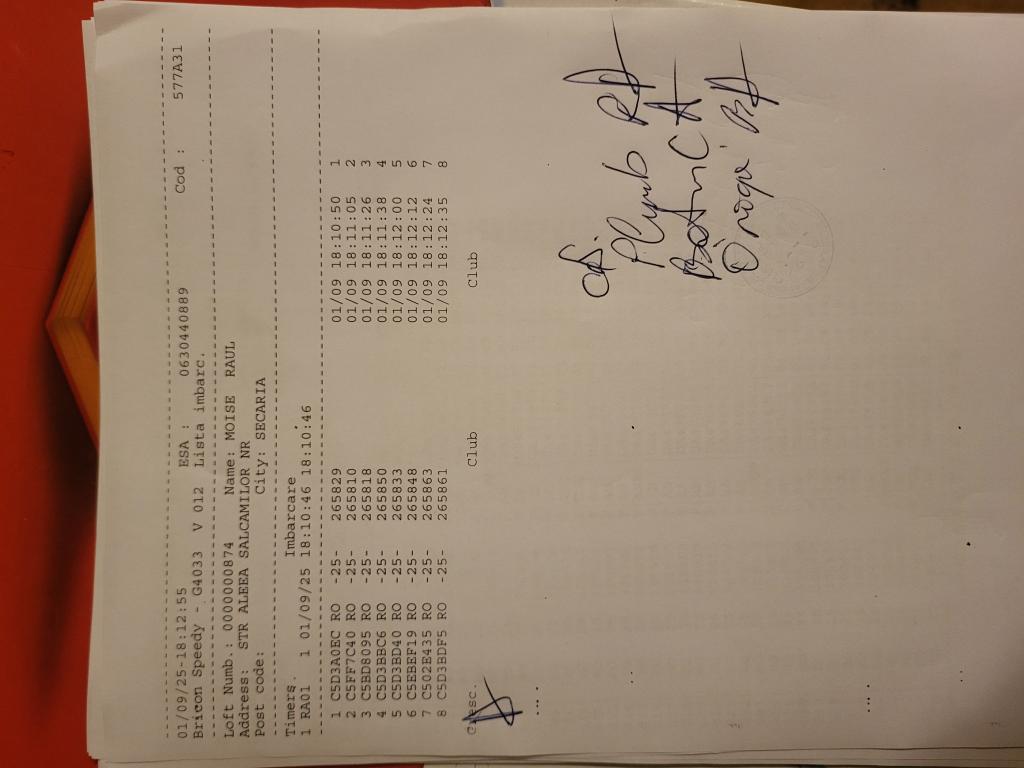 01/09/25-18:12:55 ESA : 0630440889 Cod : 577A31
Bricon Speedy - G4033 V 012 Lista imbarc.
Loft Numb.: 0000000874 Name: MOISE RAUL
Address: STR ALEEA SALCAMILOR NR
Post code: City: SECARIA
Timers. Imbarcare
1 RA01 1 01/09/25 18:10:46 18:10:46
1 C5D3A0EC RO -25- 265829 01/09 18:10:50 1
2 C5FF7C40 RO -25- 265810 01/09 18:11:05 2
3 C5BD8095 RO -25- 265818 01/09 18:11:26 3
4 C5D3BBC6 RO -25- 265850 01/09 18:11:38 4
5 C5D3BD40 RO -25- 265833 01/09 18:12:00 5
6 C5EBEF19 RO -25- 265848 01/09 18:12:12 6
7 C502E435 RO -25- 265863 01/09 18:12:24 7
8 C5D3BDF5 RO -25- 265861 01/09 18:12:35 8
Cresc. Club Club
Plumb